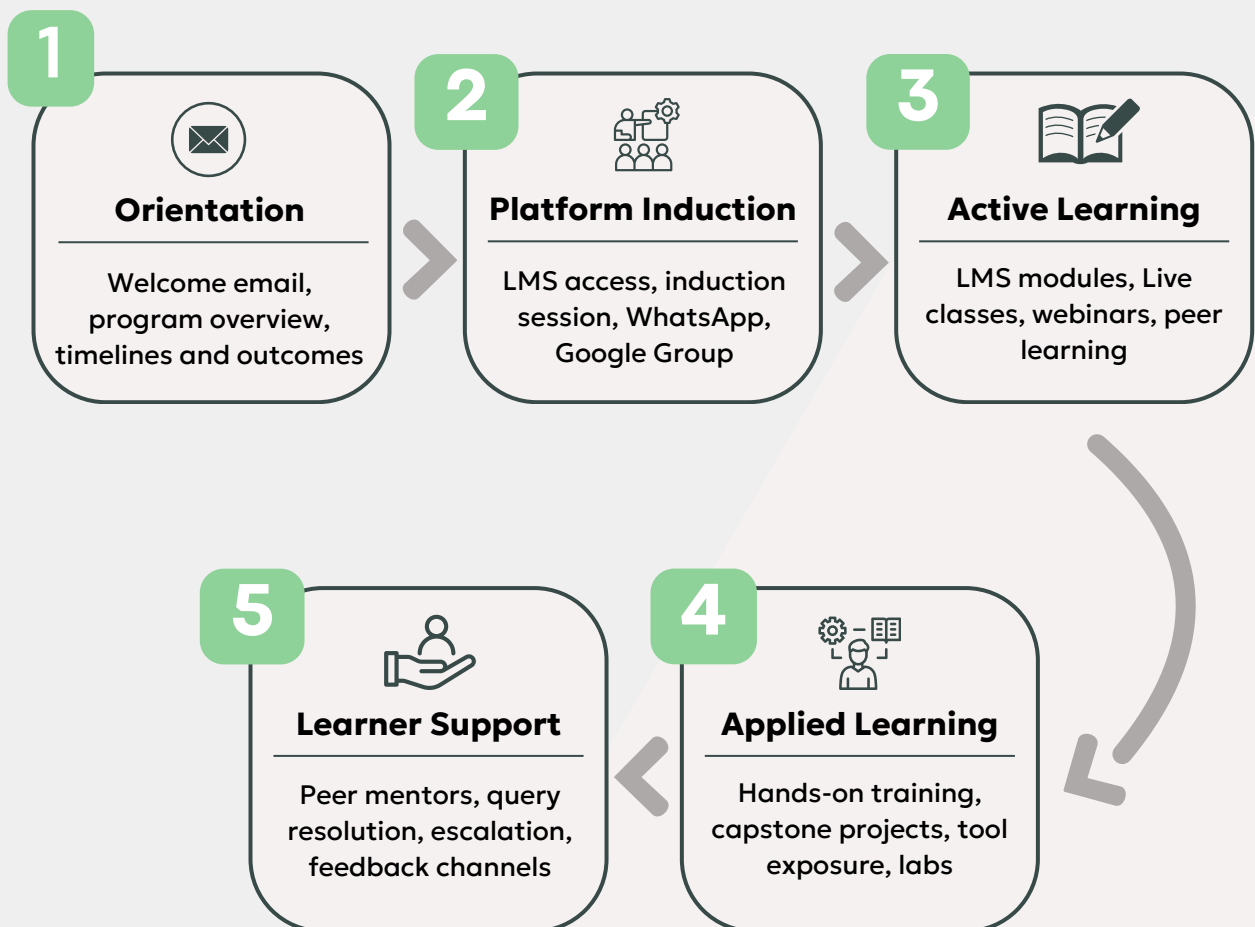 1
Orientation
Welcome email,
program overview,
timelines and outcomes
2
Platform Induction
LMS access, induction
session, WhatsApp,
Google Group
3
Active Learning
LMS modules, Live
classes, webinars, peer
learning
4
Applied Learning
Hands-on training,
capstone projects, tool
exposure, labs
5
Learner Support
Peer mentors, query
resolution, escalation,
feedback channels